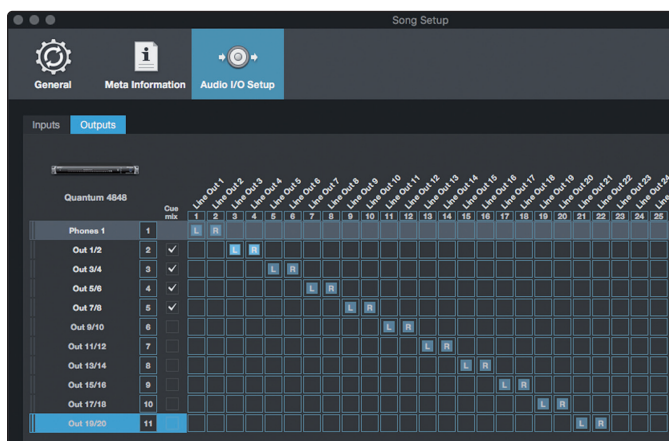 Song Setup
General
Meta Information
Audio I/O Setup
Inputs
Outputs
Quantum 4848
Cue
mix
Line Out 1
Line Out 2
Line Out 3
Line Out 4
Line Out 5
Line Out 6
Line Out 7
Line Out 8
Line Out 9
Line Out 10
Line Out 11
Line Out 12
Line Out 13
Line Out 14
Line Out 15
Line Out 16
Line Out 17
Line Out 18
Line Out 19
Line Out 20
Line Out 21
Line Out 22
Line Out 23
Line Out 24
1 2 3 4 5 6 7 8 9 10 11 12 13 14 15 16 17 18 19 20 21 22 23 24 25
Phones 1 1 L R
Out 1/2 2 L R
Out 3/4 3 L R
Out 5/6 4 L R
Out 7/8 5 L R
Out 9/10 6 L R
Out 11/12 7 L R
Out 13/14 8 L R
Out 15/16 9 L R
Out 17/18 10 L R
Out 19/20 11 L R